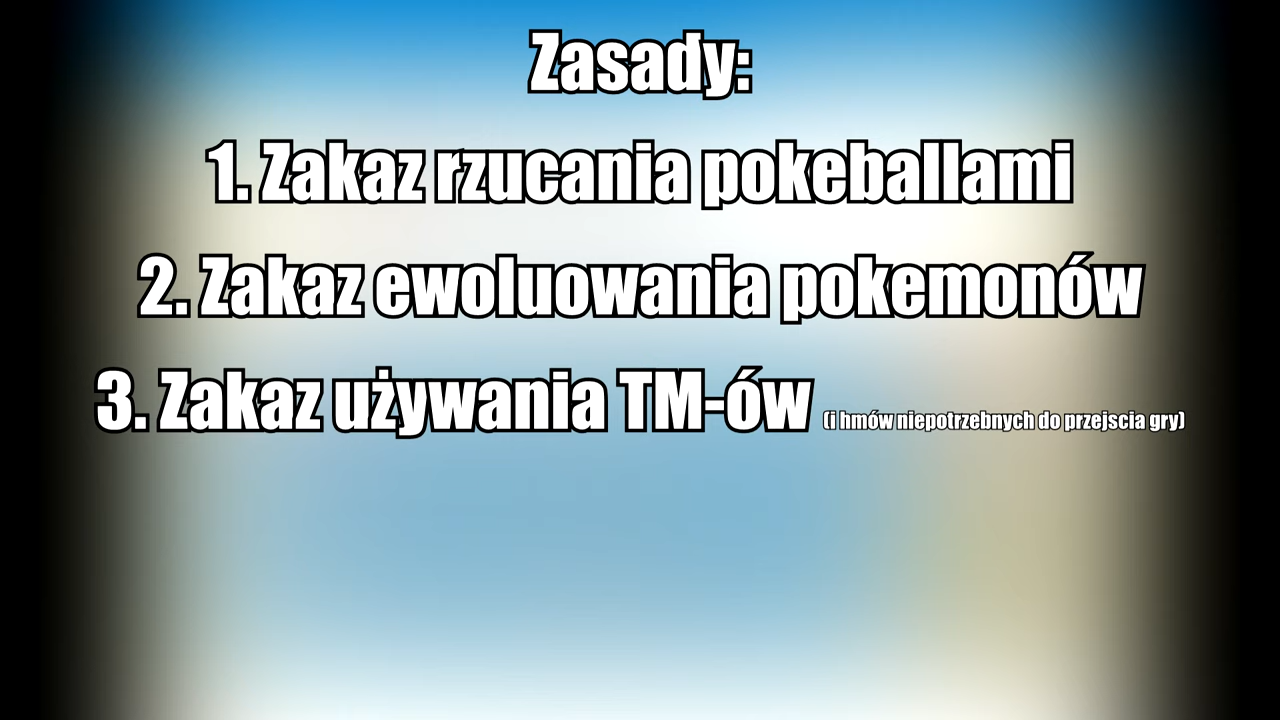 Zasady:
1. Zakaz rzucania pokeballami
2. Zakaz ewoluowania pokemonów
3. Zakaz używania TM-ów (i hmów niepotrzebnych do przejscia gry)